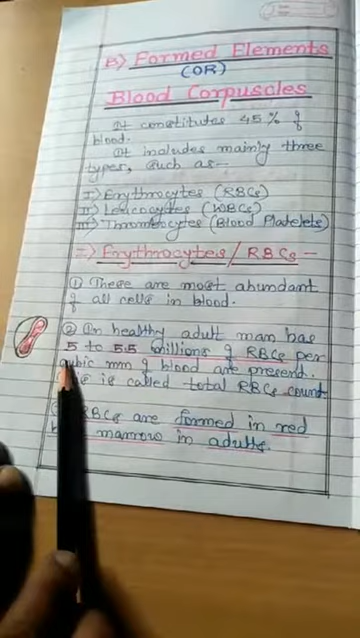 B) Formed Elements
(OR)
Blood Corpuscles
It constitutes 45% of
blood.
It includes mainly three
types, such as—
I) Erythrocytes (RBCs)
II) Leucocytes (WBCs)
III) Thrombocytes (Blood Platelets)
I) Erythrocytes / RBCs —
① These are most abundant
of all cells in blood.
② In healthy adult man has
5 to 5.5 millions of RBCs per
cubic mm of blood are present.
is called total RBCs count
RBCs are formed in red
marrow in adults.